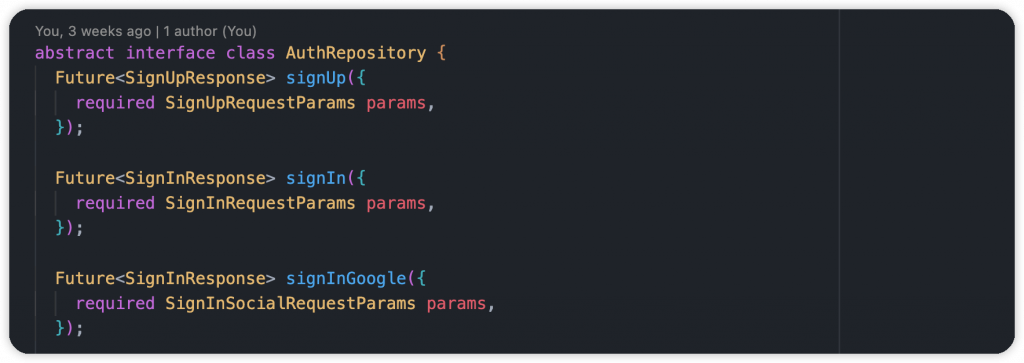 You, 3 weeks ago | 1 author (You)
abstract interface class AuthRepository {
  Future<SignUpResponse> signUp({
    required SignUpRequestParams params,
  });

  Future<SignInResponse> signIn({
    required SignInRequestParams params,
  });

  Future<SignInResponse> signInGoogle({
    required SignInSocialRequestParams params,
  });